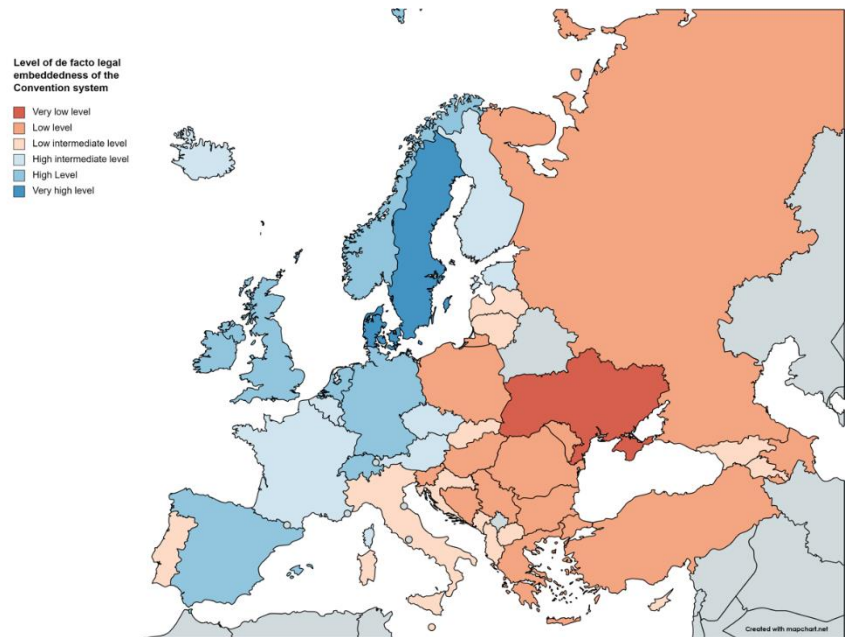 Level of de facto legal
embeddedness of the
Convention system
Very low level
Low level
Low intermediate level
High intermediate level
High Level
Very high level
Created with mapchart.net